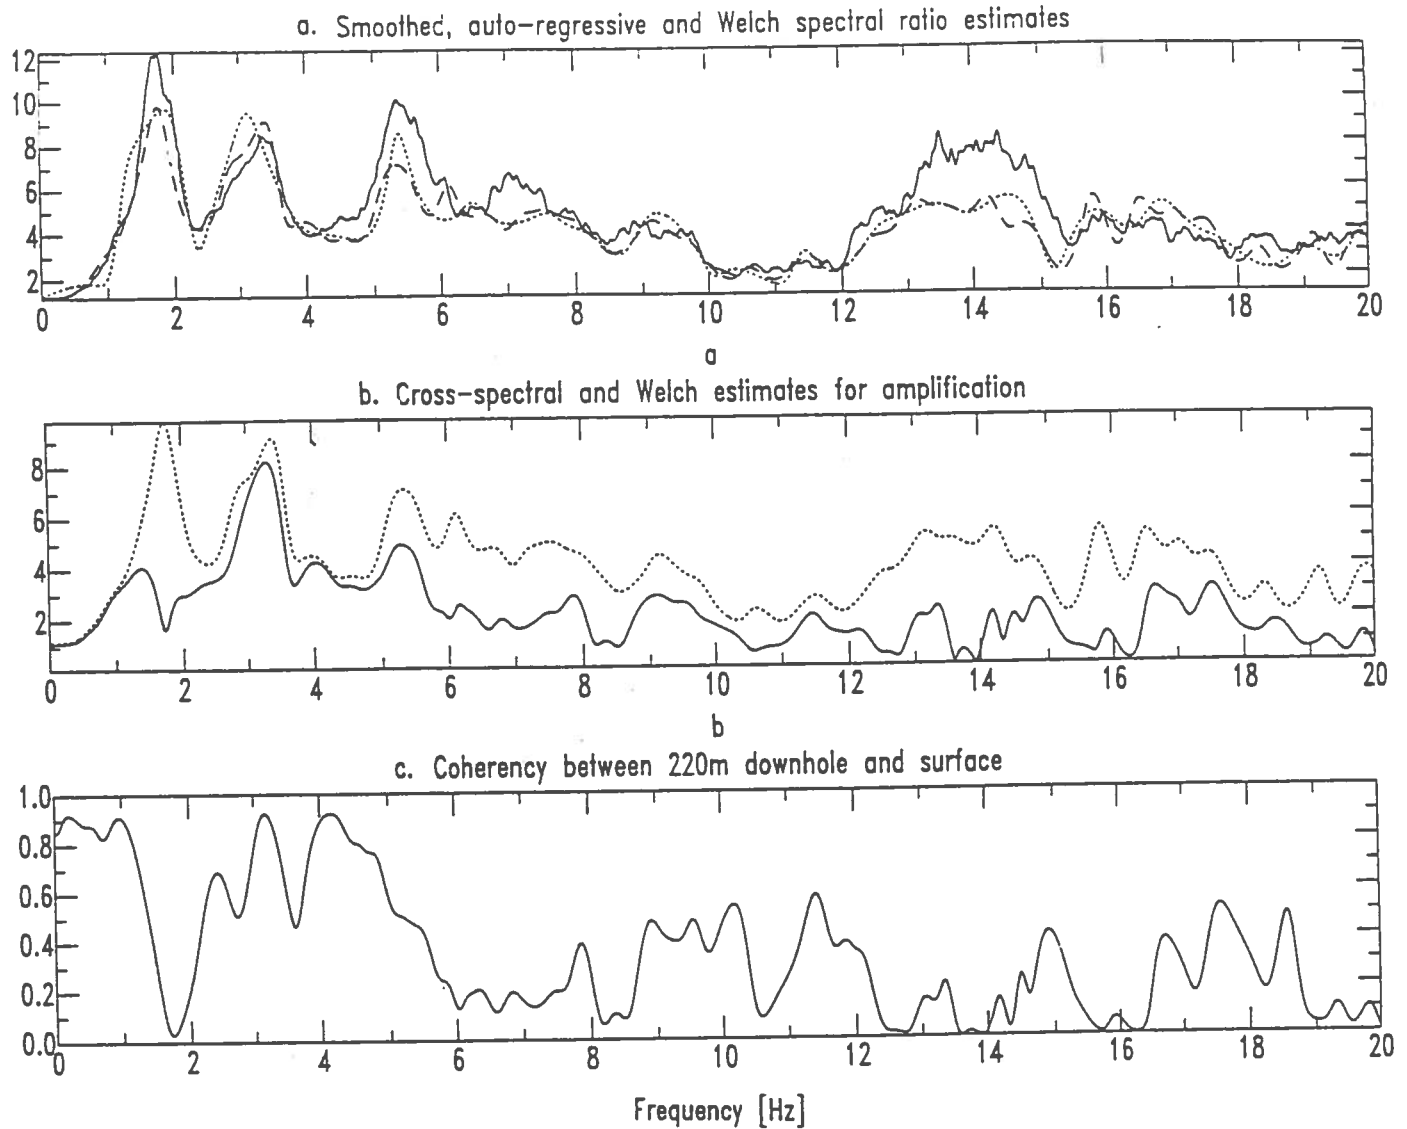 a. Smoothed, auto-regressive and Welch spectral ratio estimates
12
10
8
6
4
2
0 2 4 6 8 10 12 14 16 18 20
a
b. Cross-spectral and Welch estimates for amplification
8
6
4
2
0 2 4 6 8 10 12 14 16 18 20
b
c. Coherency between 220m downhole and surface
1.0
0.8
0.6
0.4
0.2
0.0
0 2 4 6 8 10 12 14 16 18 20
Frequency [Hz]